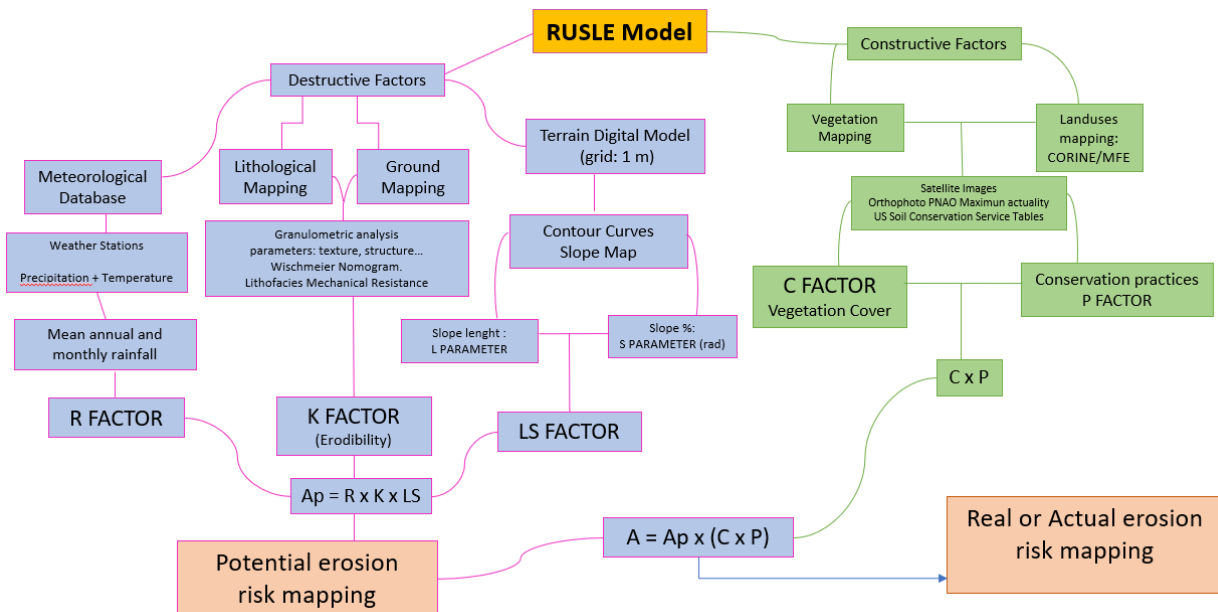 RUSLE Model
Destructive Factors
Constructive Factors
Vegetation
Mapping
Landuses
mapping:
CORINE/MFE
Terrain Digital Model
(grid: 1 m)
Lithological
Mapping
Ground
Mapping
Meteorological
Database
Satellite Images
Orthophoto PNAO Maximun actuality
US Soil Conservation Service Tables
Granulometric analysis
parameters: texture, structure...
Wischmeier Nomogram.
Lithofacies Mechanical Resistance
Contour Curves
Slope Map
Weather Stations
Precipitation + Temperature
C FACTOR
Vegetation Cover
Conservation practices
P FACTOR
Mean annual and
monthly rainfall
Slope lenght :
L PARAMETER
Slope %:
S PARAMETER (rad)
C x P
R FACTOR
K FACTOR
(Erodibility)
LS FACTOR
Ap = R x K x LS
A = Ap x (C x P)
Real or Actual erosion
risk mapping
Potential erosion
risk mapping